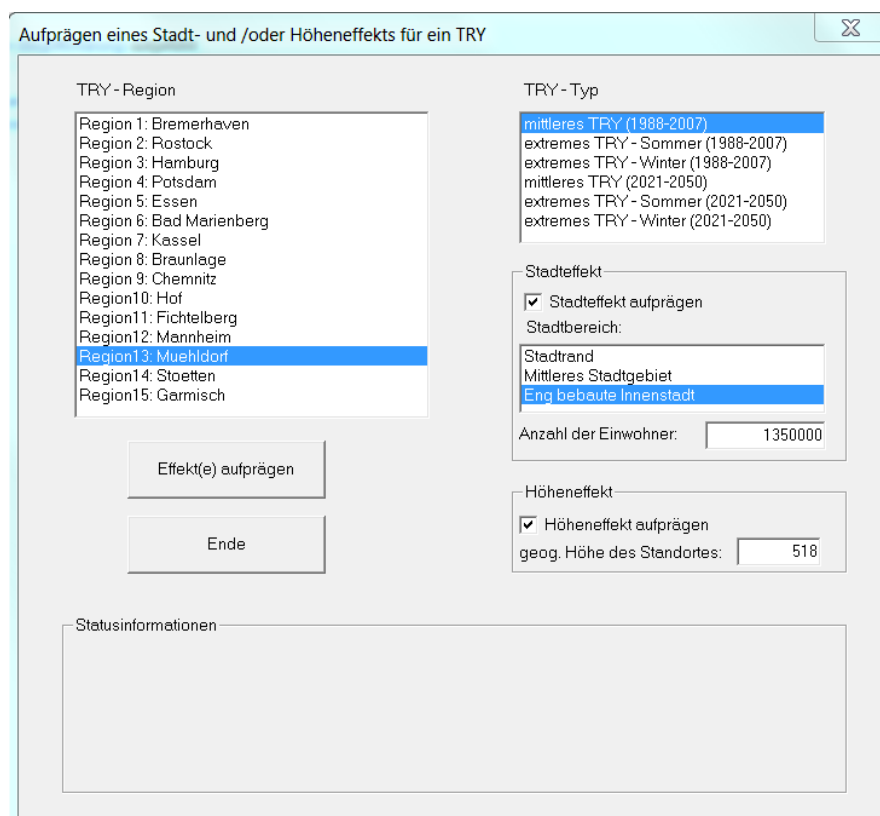 Aufprägen eines Stadt- und /oder Höheneffekts für ein TRY
TRY-Region
Region 1: Bremerhaven
Region 2: Rostock
Region 3: Hamburg
Region 4: Potsdam
Region 5: Essen
Region 6: Bad Marienberg
Region 7: Kassel
Region 8: Braunlage
Region 9: Chemnitz
Region10: Hof
Region11: Fichtelberg
Region12: Mannheim
Region13: Muehldorf
Region14: Stoetten
Region15: Garmisch
Effekt(e) aufprägen
Ende
TRY-Typ
mittleres TRY (1988-2007)
extremes TRY - Sommer (1988-2007)
extremes TRY - Winter (1988-2007)
mittleres TRY (2021-2050)
extremes TRY - Sommer (2021-2050)
extremes TRY - Winter (2021-2050)
Stadteffekt
Stadteffekt aufprägen
Stadtbereich:
Stadtrand
Mittleres Stadtgebiet
Eng bebaute Innenstadt
Anzahl der Einwohner: 1350000
Höheneffekt
Höheneffekt aufprägen
geog. Höhe des Standortes: 518
Statusinformationen